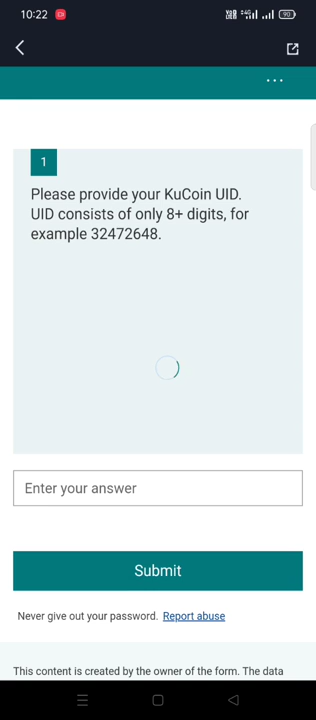 10:22
4G
90
1
Please provide your KuCoin UID.
UID consists of only 8+ digits, for
example 32472648.
Enter your answer
Submit
Never give out your password. Report abuse
This content is created by the owner of the form. The data